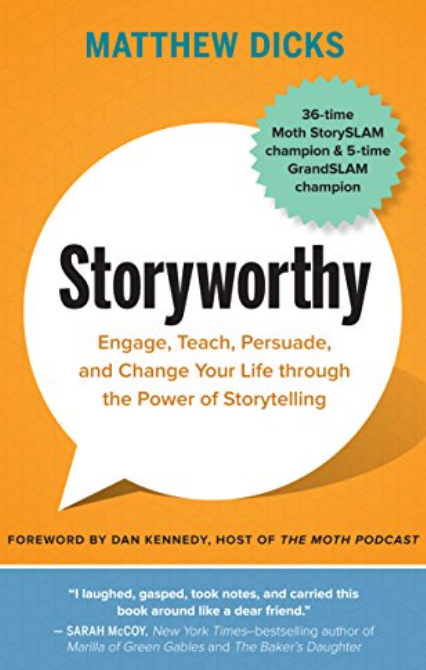 MATTHEW DICKS
36-time
Moth StorySLAM
champion & 5-time
GrandSLAM
champion
Storyworthy
Engage, Teach, Persuade,
and Change Your Life through
the Power of Storytelling
FOREWORD BY DAN KENNEDY, HOST OF THE MOTH PODCAST
“I laughed, gasped, took notes, and carried this
book around like a dear friend.”
— SARAH McCOY, New York Times–bestselling author of
Marilla of Green Gables and The Baker’s Daughter